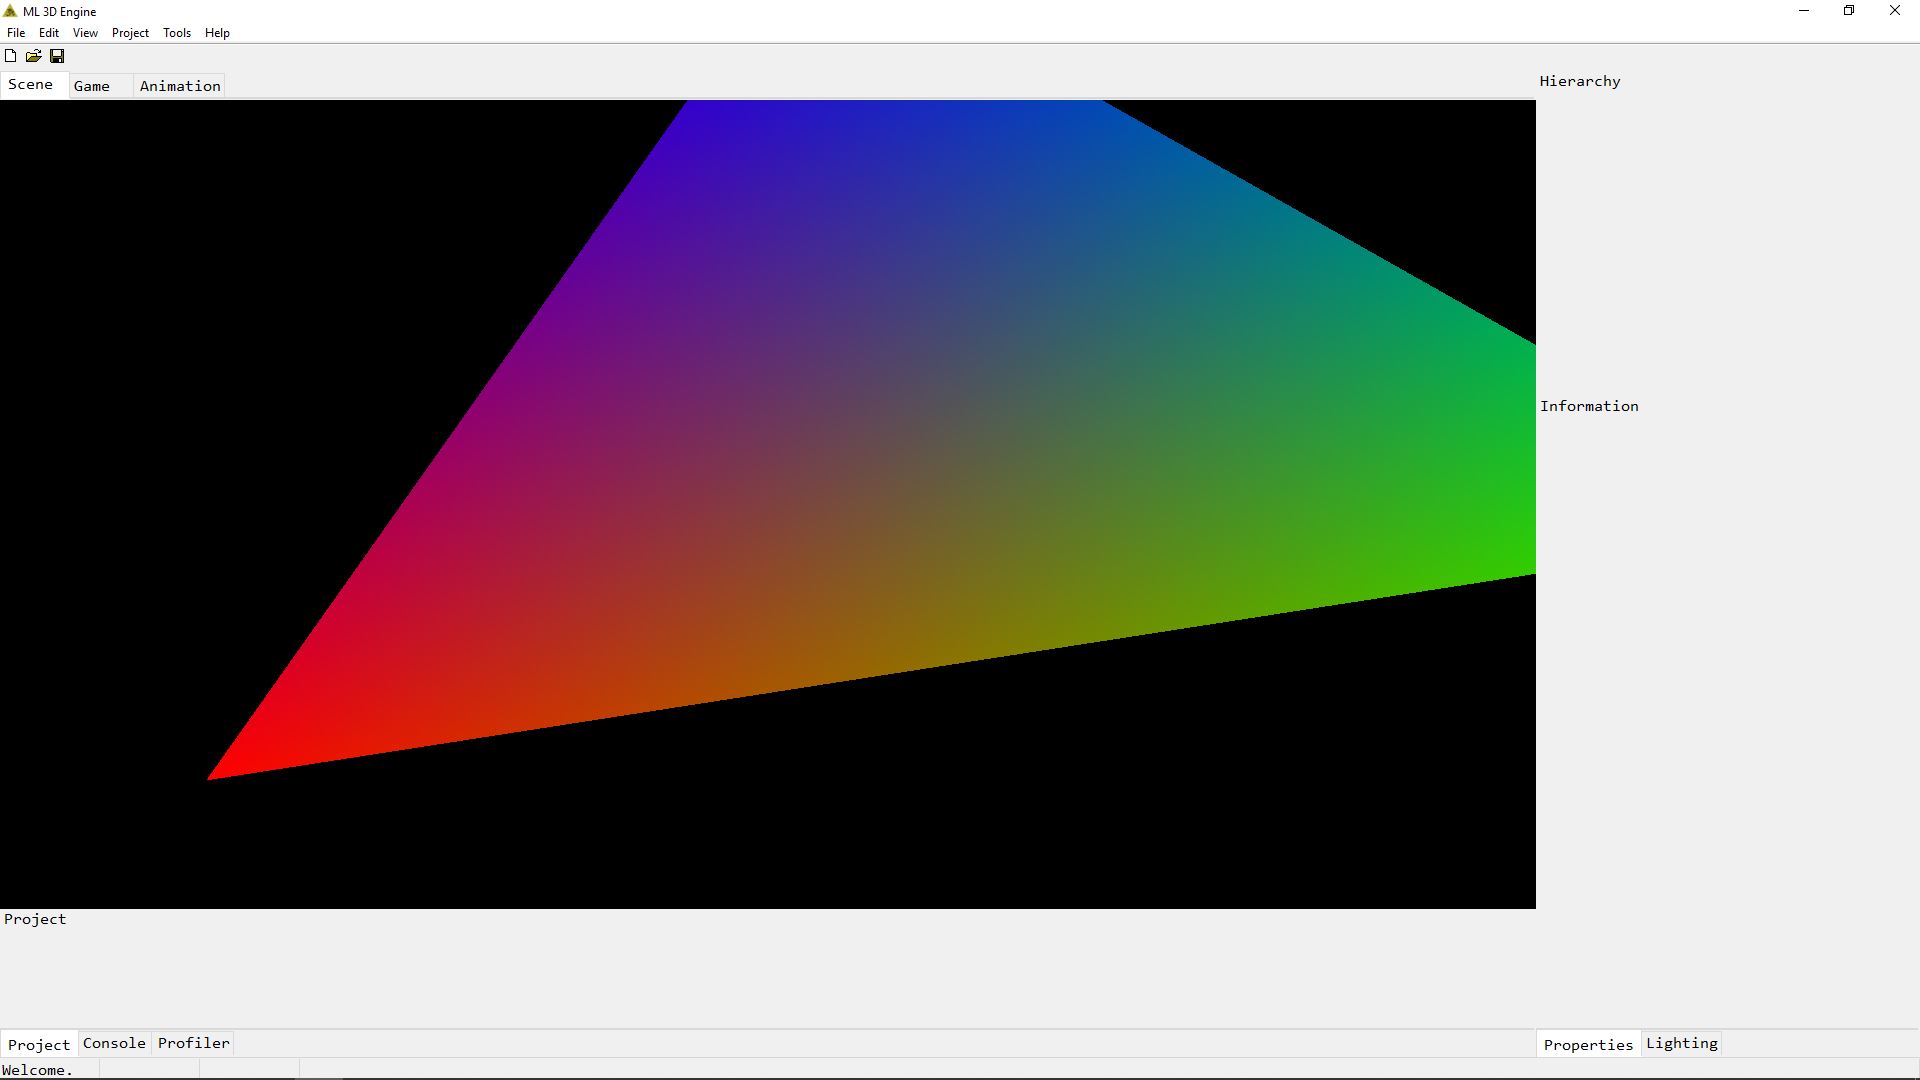 ML 3D Engine
File Edit View Project Tools Help
Scene Game Animation
Hierarchy
Information
Project
Project Console Profiler
Properties Lighting
Welcome.